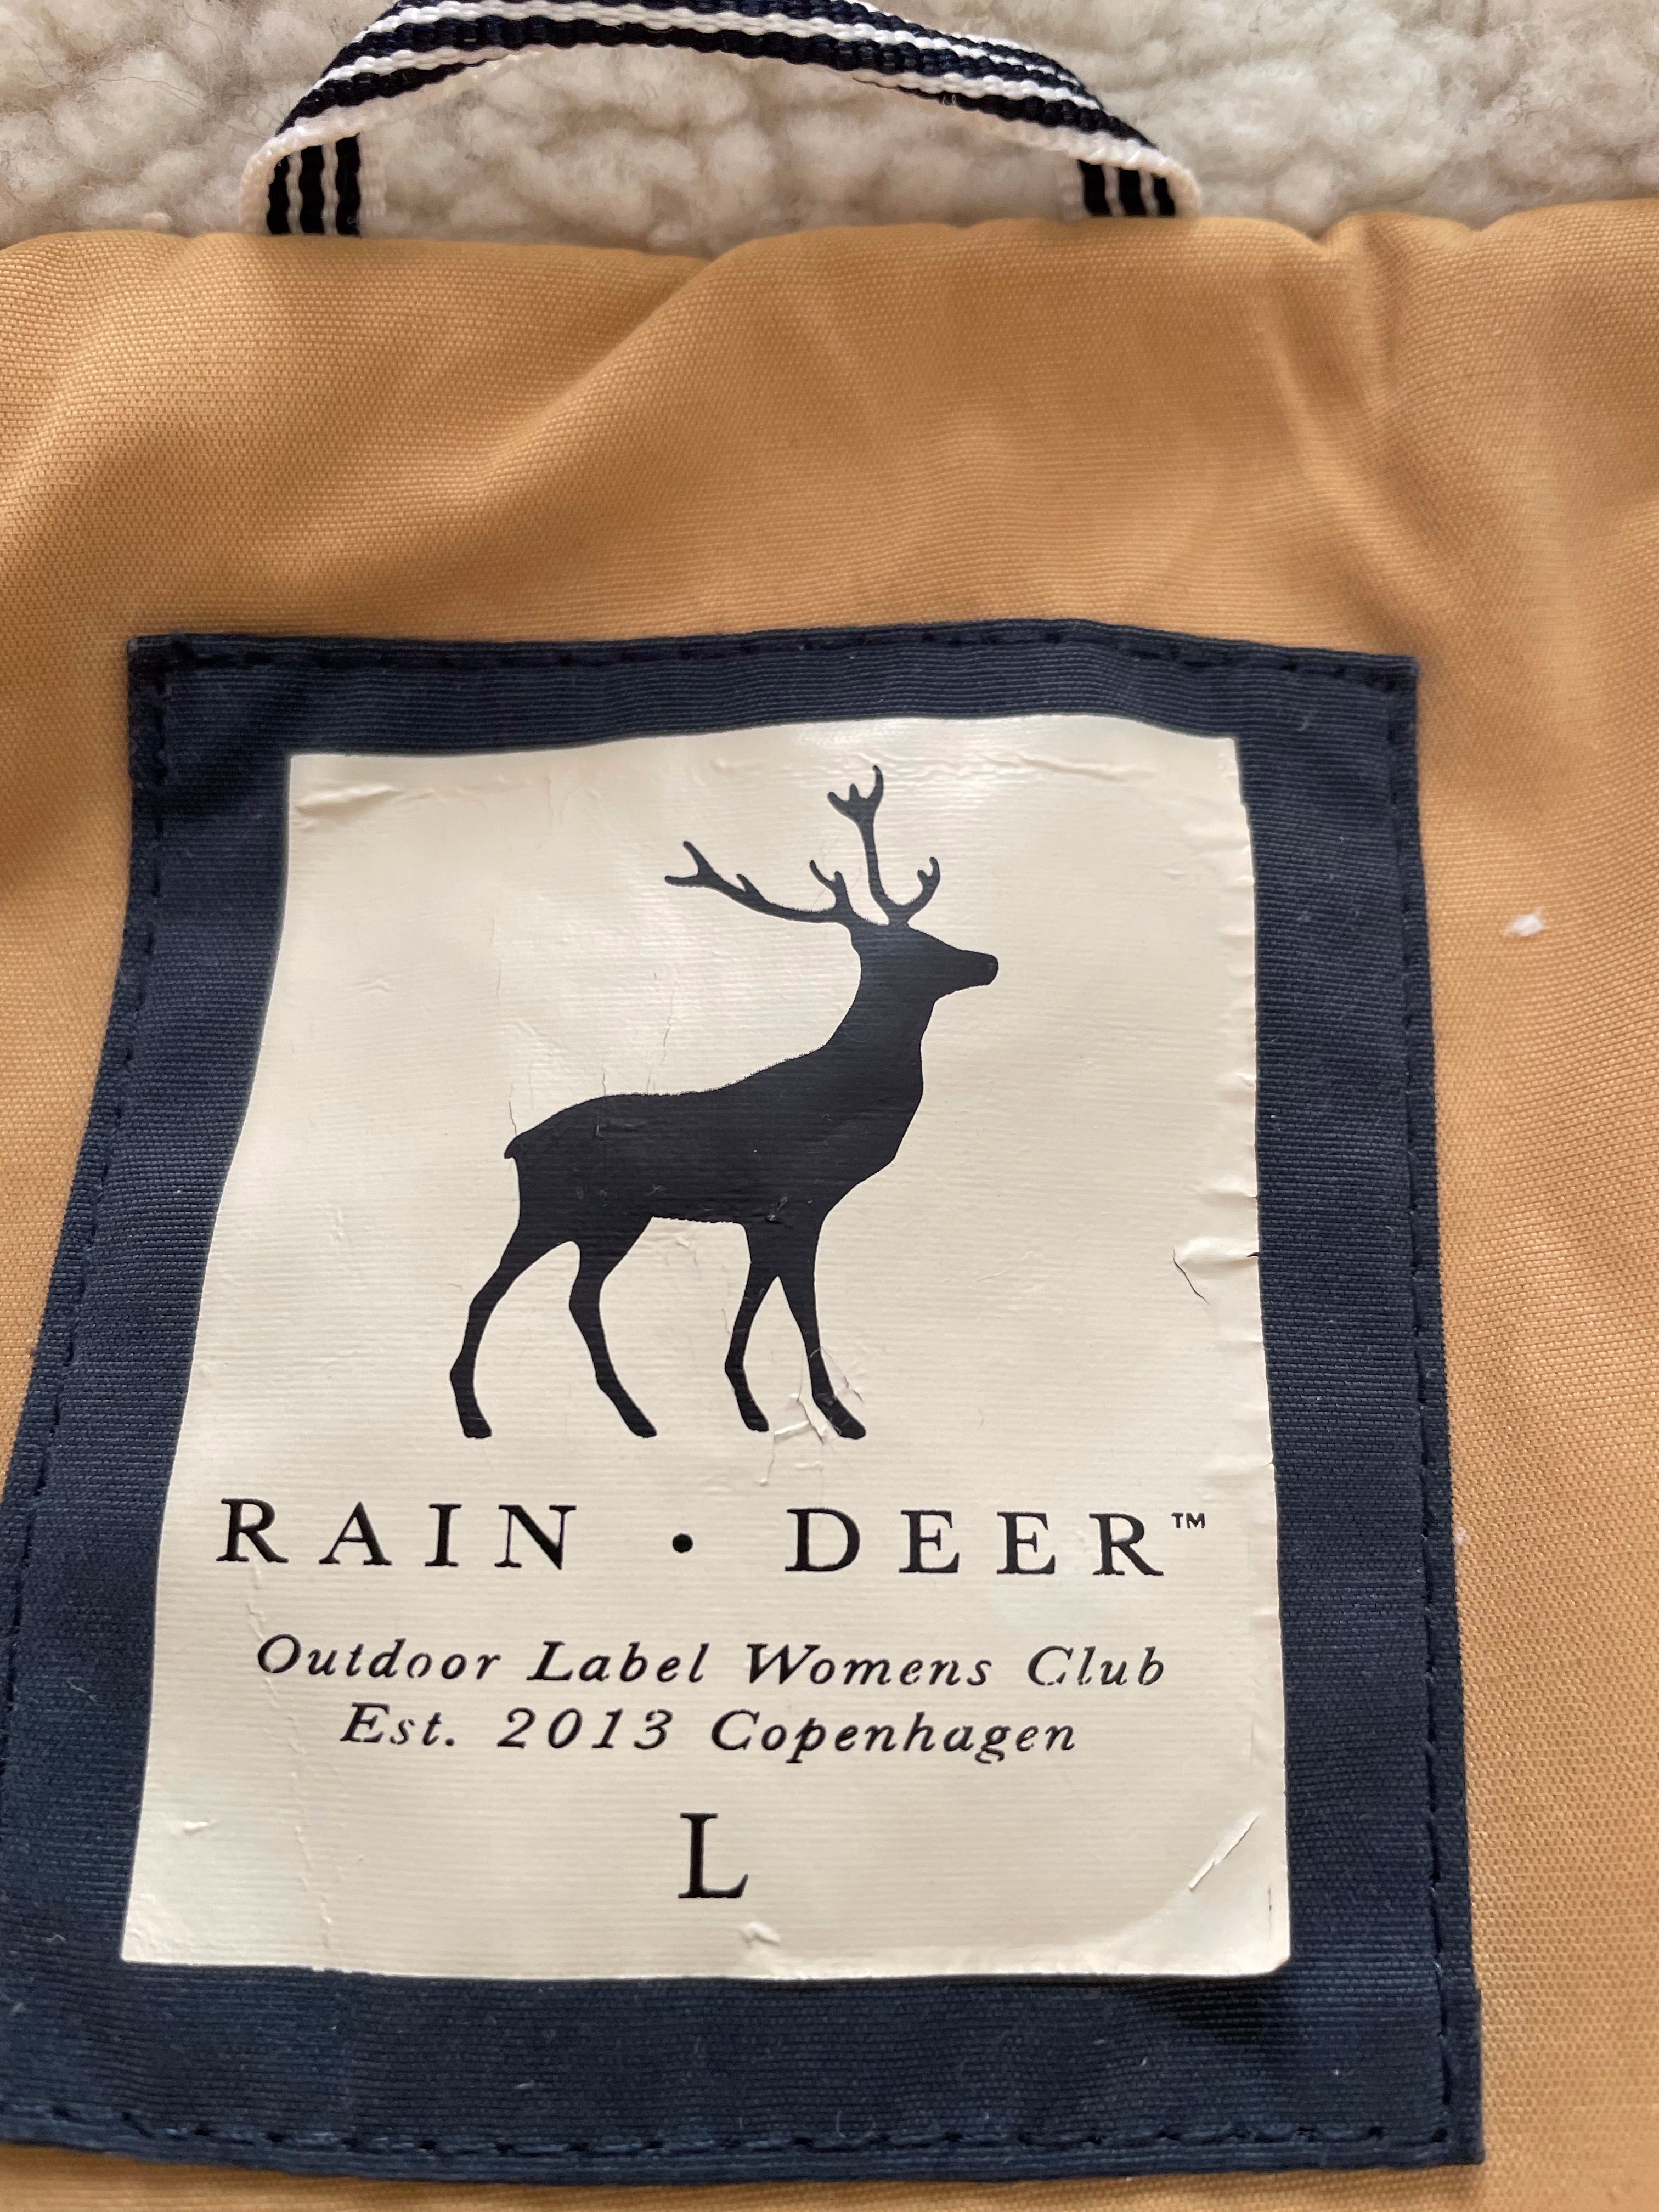 RAIN • DEER™
Outdoor Label Womens Club
Est. 2013 Copenhagen
L